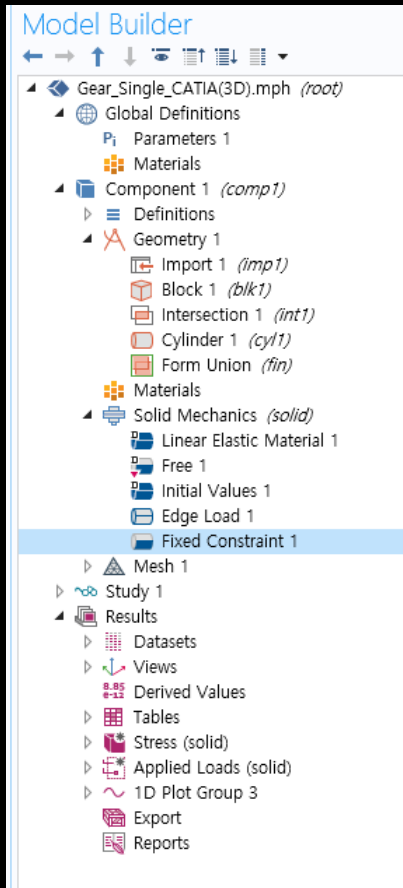 Model Builder
Gear_Single_CATIA(3D).mph (root)
Global Definitions
Pi Parameters 1
Materials
Component 1 (comp1)
Definitions
Geometry 1
Import 1 (imp1)
Block 1 (blk1)
Intersection 1 (int1)
Cylinder 1 (cyl1)
Form Union (fin)
Materials
Solid Mechanics (solid)
Linear Elastic Material 1
Free 1
Initial Values 1
Edge Load 1
Fixed Constraint 1
Mesh 1
Study 1
Results
Datasets
Views
8.85
e-12 Derived Values
Tables
Stress (solid)
Applied Loads (solid)
1D Plot Group 3
Export
Reports